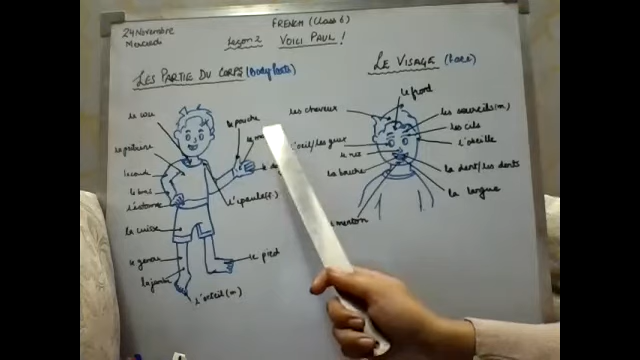 24 Novembre
Mercredi
FRENCH (Class 6)
Leçon 2 VOICI PAUL!
LES PARTIE DU CORPS (Body Parts)
le cou
la poitrine
le coude
le bras
l'estomac
la cuisse
le genou
la jambe
l'orteil (m)
le pouche
l'épaule (f)
le pied
LE VISAGE (Face)
le front
les cheveux
l'oeil/les yeux
le nez
la bouche
le menton
les sourcils (m)
les cils
l'oreille
la dent/les dents
la langue